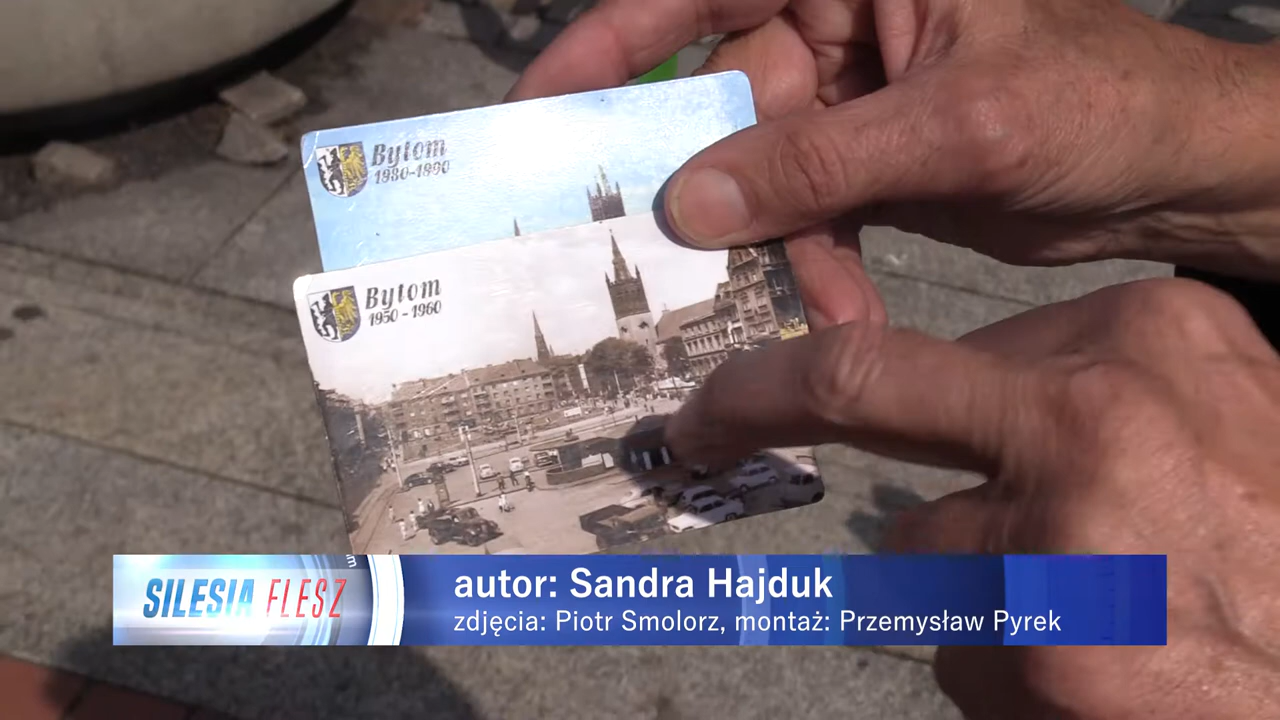 Bytom
1980-1990
Bytom
1950 - 1960
SILESIA FLESZ
autor: Sandra Hajduk
zdjęcia: Piotr Smolorz, montaż: Przemysław Pyrek